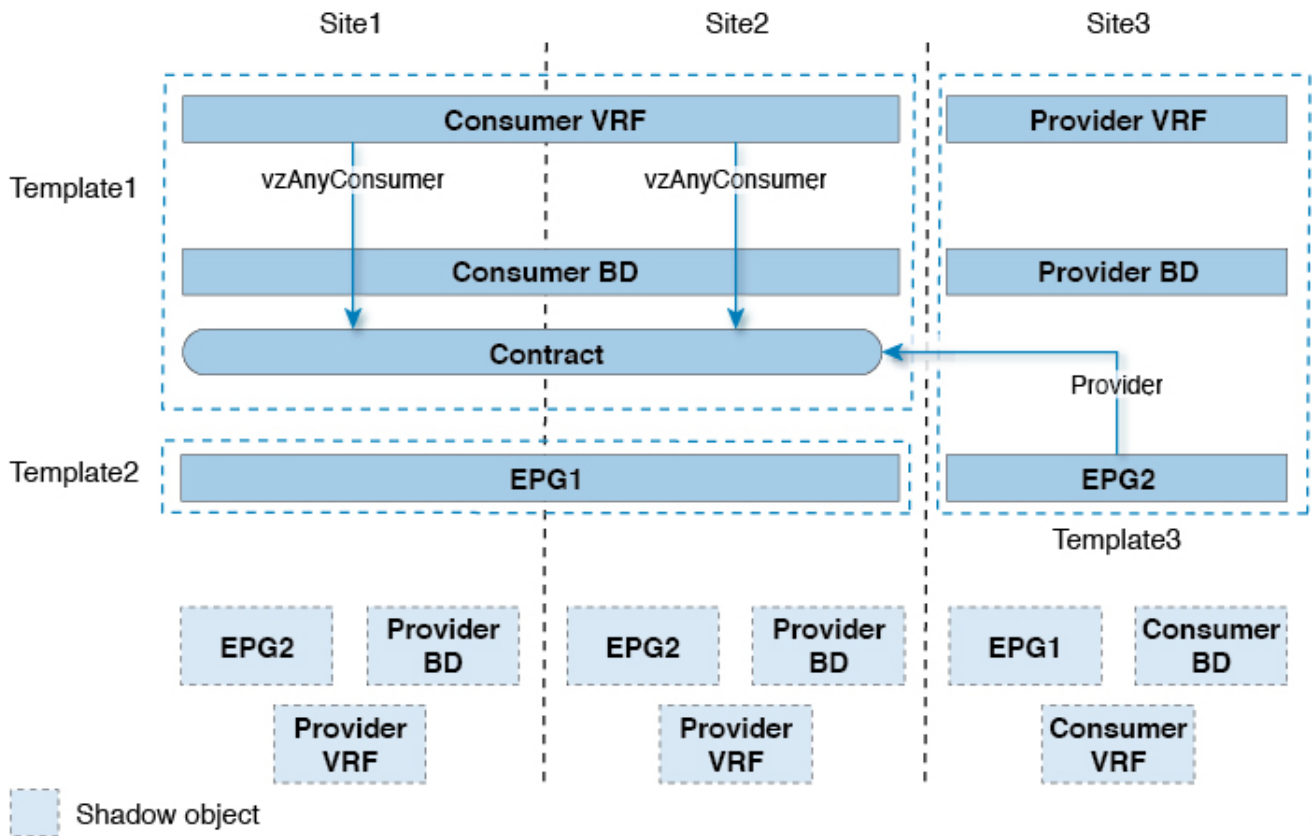 Site1
Site2
Site3
Consumer VRF
Provider VRF
Template1
vzAnyConsumer
vzAnyConsumer
Consumer BD
Provider BD
Contract
Provider
Template2
EPG1
EPG2
Template3
EPG2
Provider
BD
EPG2
Provider
BD
EPG1
Consumer
BD
Provider
VRF
Provider
VRF
Consumer
VRF
Shadow object